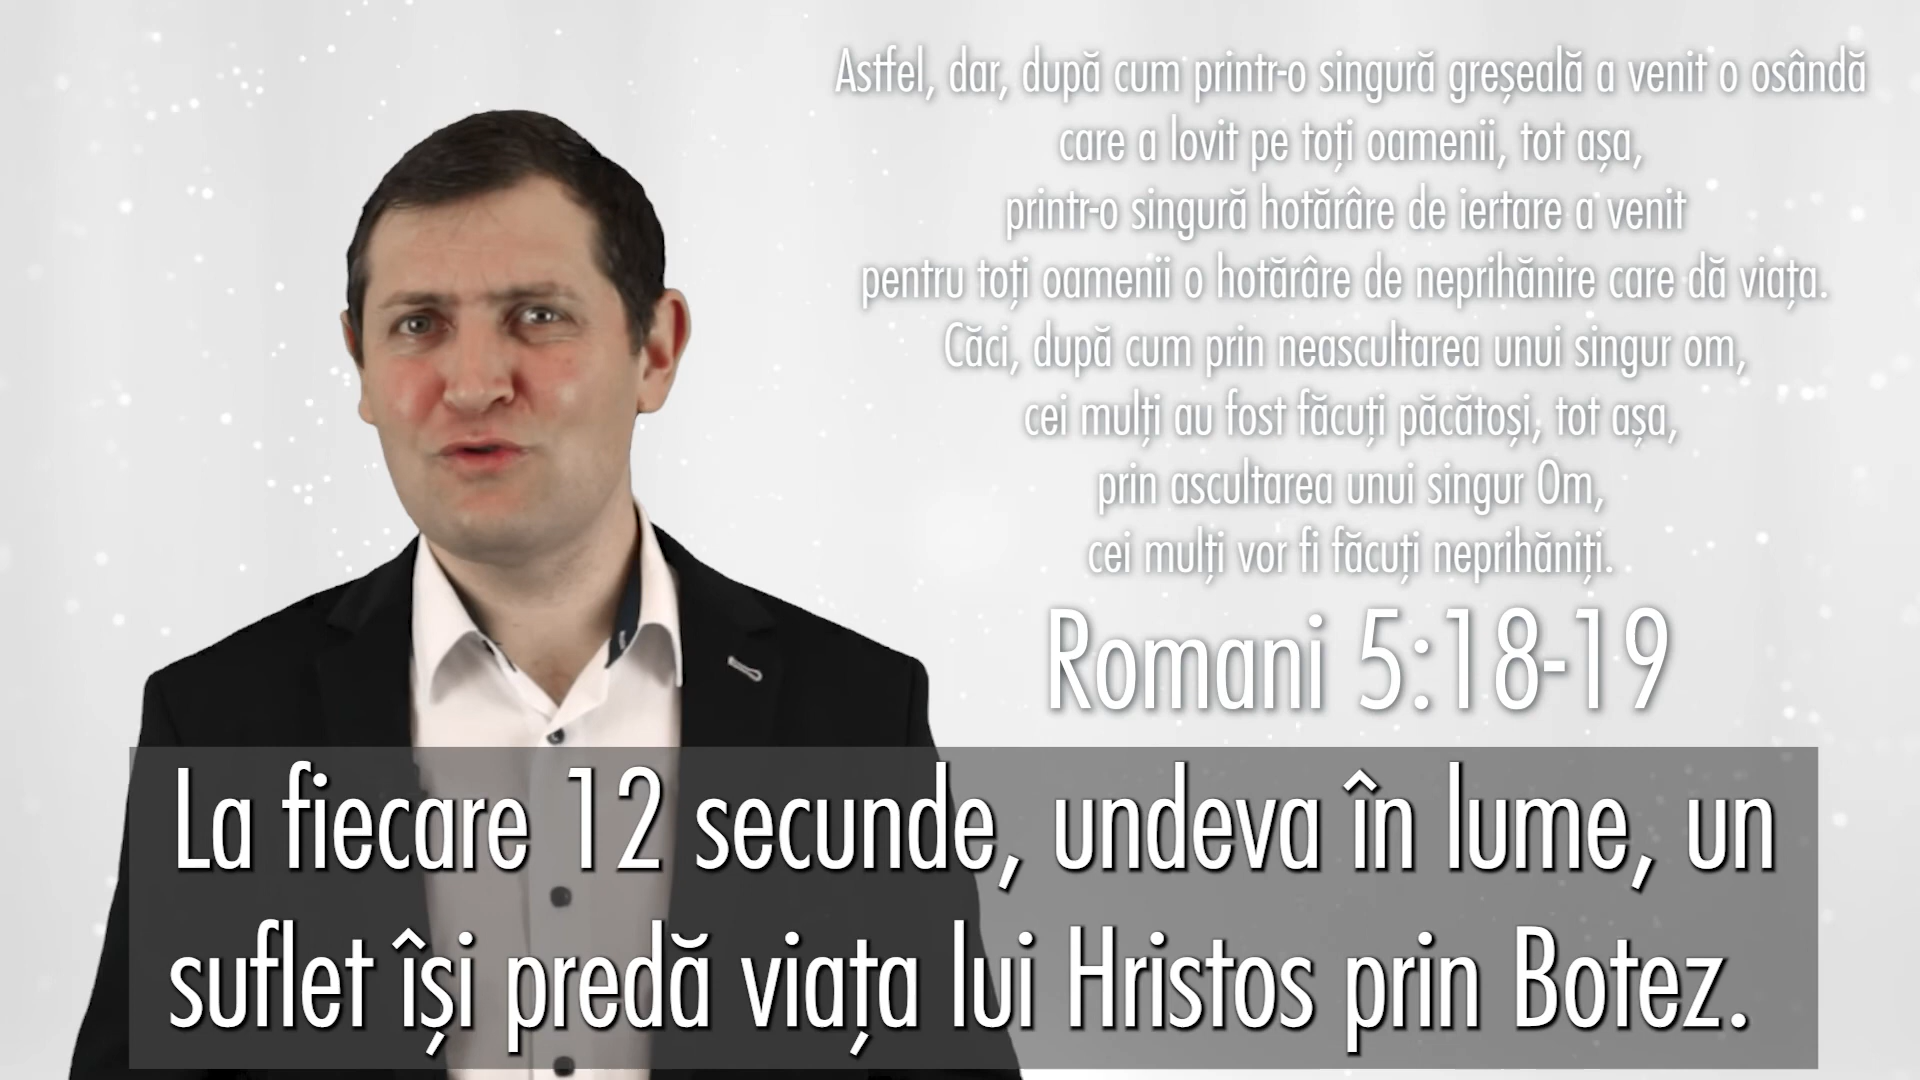 Astfel, dar, după cum printr-o singură greșeală a venit o osândă
care a lovit pe toți oamenii, tot așa,
printr-o singură hotărâre de iertare a venit
pentru toți oamenii o hotărâre de neprihănire care dă viața.
Căci, după cum prin neascultarea unui singur om,
cei mulți au fost făcuți păcătoși, tot așa,
prin ascultarea unui singur Om,
cei mulți vor fi făcuți neprihăniți.
Romani 5:18-19
La fiecare 12 secunde, undeva în lume, un
suflet își predă viața lui Hristos prin Botez.